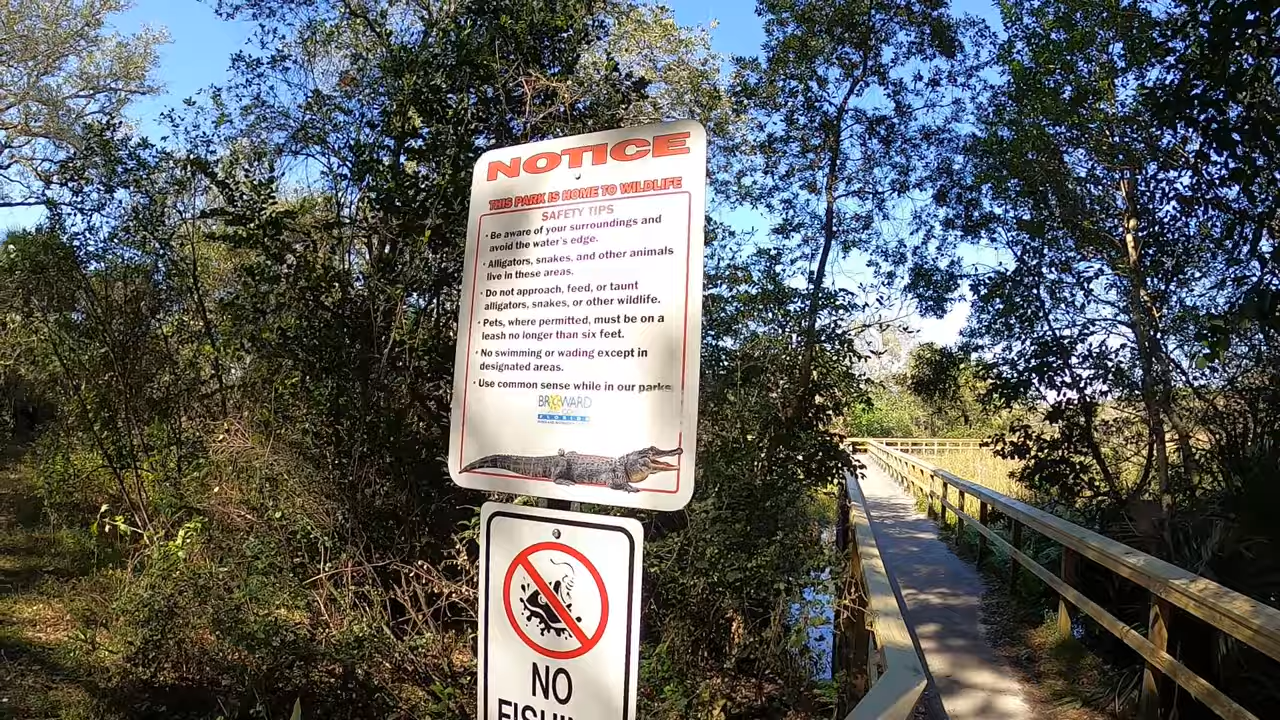 NOTICE
THIS PARK IS HOME TO WILDLIFE
SAFETY TIPS
• Be aware of your surroundings and
avoid the water's edge.
• Alligators, snakes, and other animals
live in these areas.
• Do not approach, feed, or taunt
alligators, snakes, or other wildlife.
• Pets, where permitted, must be on a
leash no longer than six feet.
• No swimming or wading except in
designated areas.
• Use common sense while in our parks
BROWARD
FLORIDA
NO